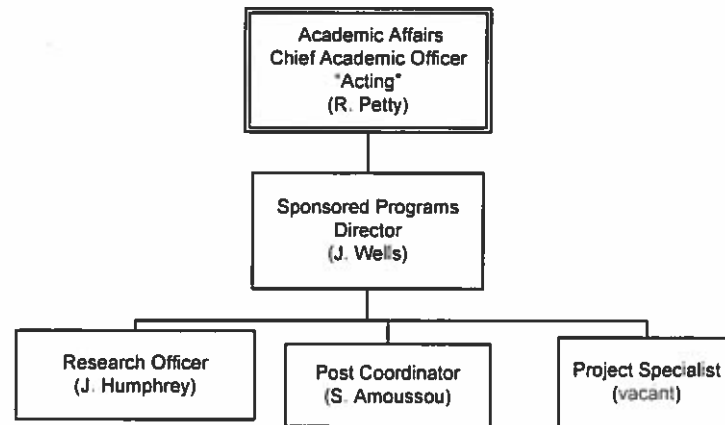 Academic Affairs
Chief Academic Officer
"Acting"
(R. Petty)
Sponsored Programs
Director
(J. Wells)
Research Officer
(J. Humphrey)
Post Coordinator
(S. Amoussou)
Project Specialist
(vacant)